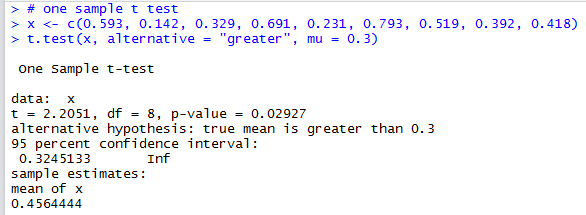 > # one sample t test
> x <- c(0.593, 0.142, 0.329, 0.691, 0.231, 0.793, 0.519, 0.392, 0.418)
> t.test(x, alternative = "greater", mu = 0.3)
One Sample t-test
data:  x
t = 2.2051, df = 8, p-value = 0.02927
alternative hypothesis: true mean is greater than 0.3
95 percent confidence interval:
 0.3245133       Inf
sample estimates:
mean of x
0.4564444